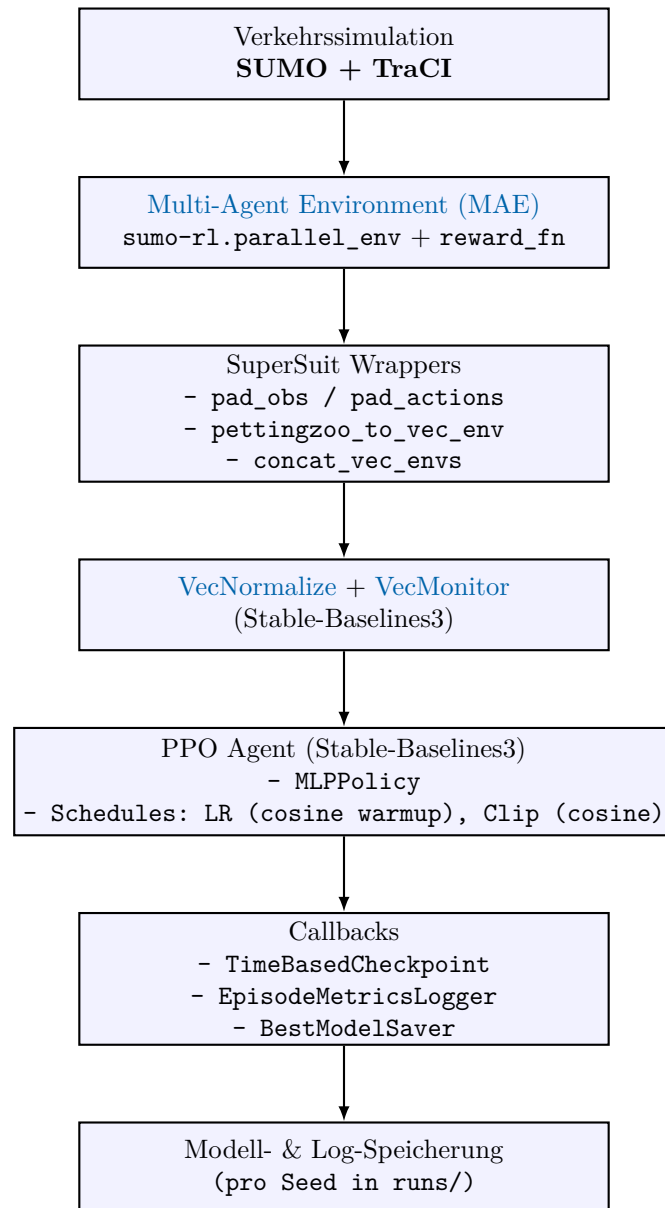 Verkehrssimulation
SUMO + TraCI
Multi-Agent Environment (MAE)
sumo-rl.parallel_env + reward_fn
SuperSuit Wrappers
- pad_obs / pad_actions
- pettingzoo_to_vec_env
- concat_vec_envs
VecNormalize + VecMonitor
(Stable-Baselines3)
PPO Agent (Stable-Baselines3)
- MLPPolicy
- Schedules: LR (cosine warmup), Clip (cosine)
Callbacks
- TimeBasedCheckpoint
- EpisodeMetricsLogger
- BestModelSaver
Modell- & Log-Speicherung
(pro Seed in runs/)